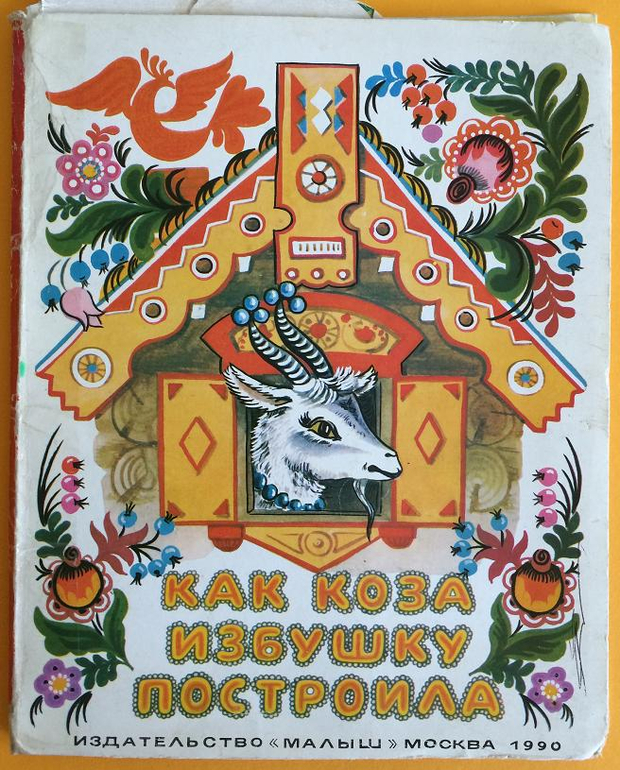 КАК КОЗА
ИЗБУШКУ
ПОСТРОИЛА
ИЗДАТЕЛЬСТВО «МАЛЫШ» МОСКВА 1990